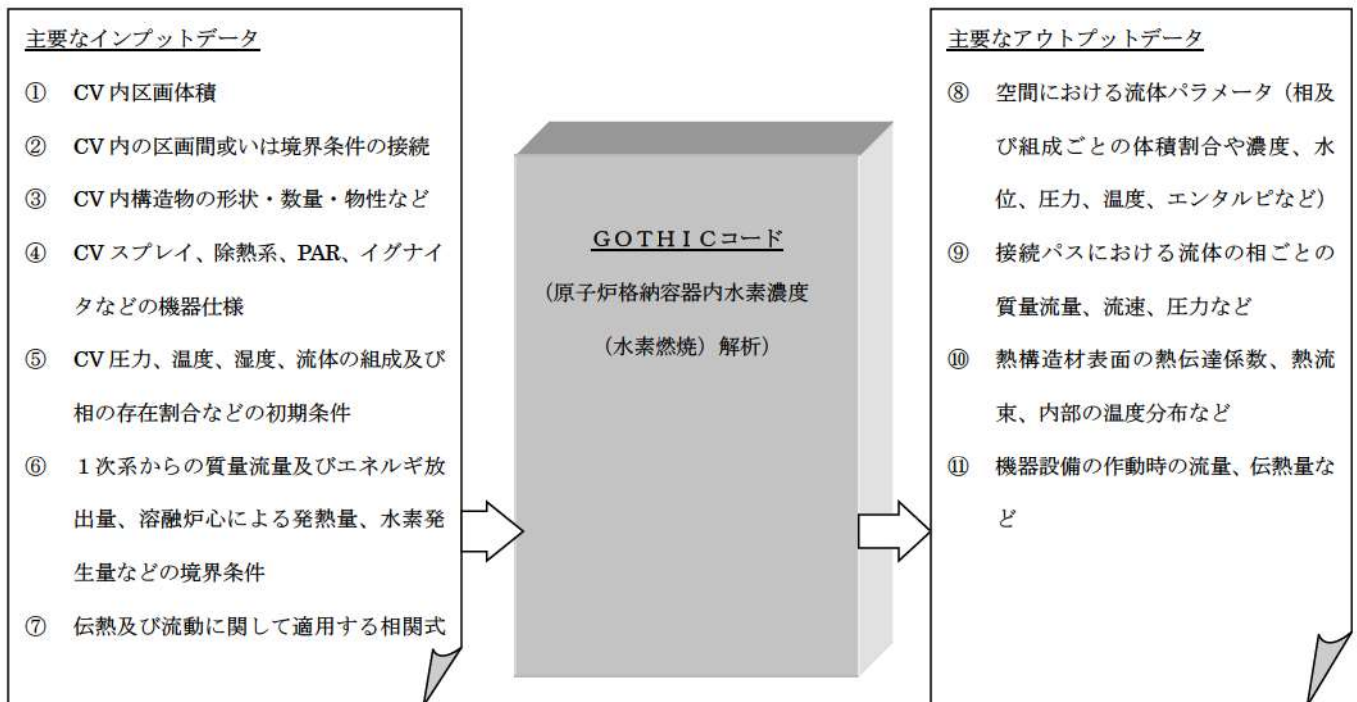 主要なインプットデータ
① CV 内区画体積
② CV 内の区画間或いは境界条件の接続
③ CV 内構造物の形状・数量・物性など
④ CV スプレイ、除熱系、PAR、イグナイ
タなどの機器仕様
⑤ CV 圧力、温度、湿度、流体の組成及び
相の存在割合などの初期条件
⑥ １次系からの質量流量及びエネルギ放
出量、溶融炉心による発熱量、水素発
生量などの境界条件
⑦ 伝熱及び流動に関して適用する相関式
ＧＯＴＨＩＣコード
（原子炉格納容器内水素濃度
（水素燃焼）解析）
主要なアウトプットデータ
⑧ 空間における流体パラメータ（相及
び組成ごとの体積割合や濃度、水
位、圧力、温度、エンタルピなど）
⑨ 接続パスにおける流体の相ごとの
質量流量、流速、圧力など
⑩ 熱構造材表面の熱伝達係数、熱流
束、内部の温度分布など
⑪ 機器設備の作動時の流量、伝熱量な
ど